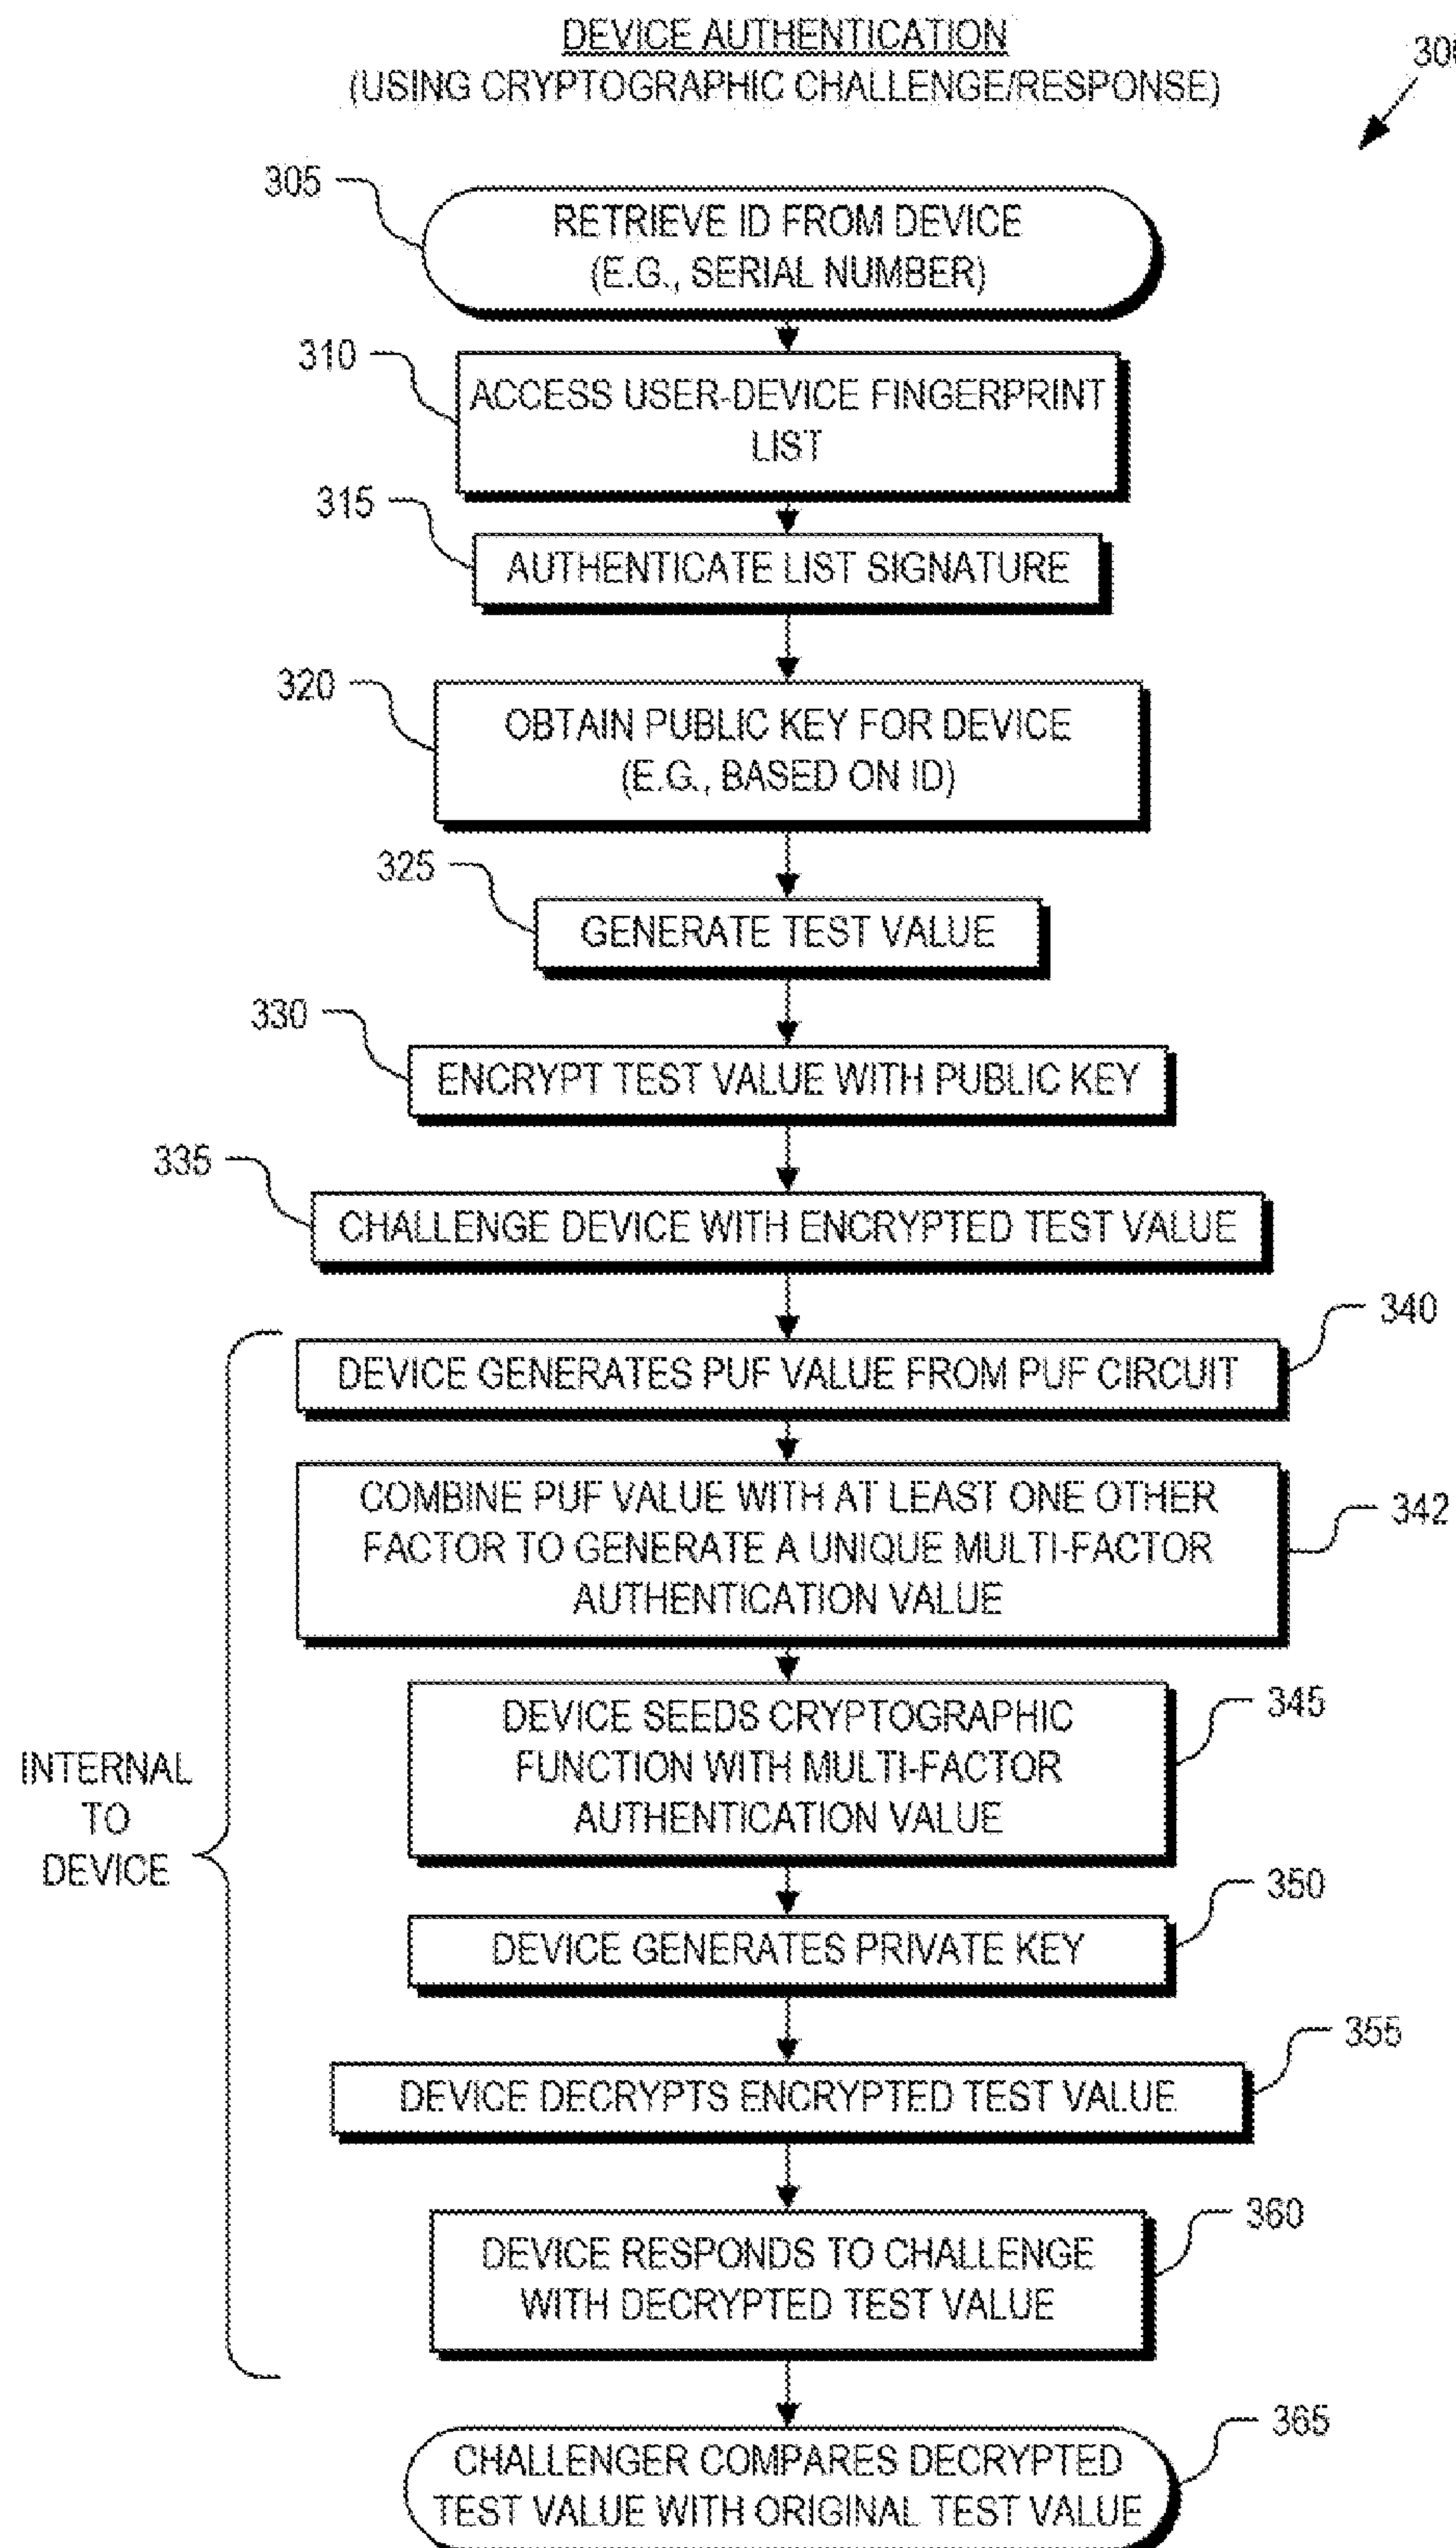 DEVICE AUTHENTICATION
(USING CRYPTOGRAPHIC CHALLENGE/RESPONSE)
305
RETRIEVE ID FROM DEVICE
(E.G., SERIAL NUMBER)
310
ACCESS USER-DEVICE FINGERPRINT
LIST
315
AUTHENTICATE LIST SIGNATURE
320
OBTAIN PUBLIC KEY FOR DEVICE
(E.G., BASED ON ID)
325
GENERATE TEST VALUE
330
ENCRYPT TEST VALUE WITH PUBLIC KEY
335
CHALLENGE DEVICE WITH ENCRYPTED TEST VALUE
340
DEVICE GENERATES PUF VALUE FROM PUF CIRCUIT
COMBINE PUF VALUE WITH AT LEAST ONE OTHER
FACTOR TO GENERATE A UNIQUE MULTI-FACTOR
AUTHENTICATION VALUE
342
DEVICE SEEDS CRYPTOGRAPHIC
FUNCTION WITH MULTI-FACTOR
AUTHENTICATION VALUE
345
INTERNAL
TO
DEVICE
350
DEVICE GENERATES PRIVATE KEY
355
DEVICE DECRYPTS ENCRYPTED TEST VALUE
360
DEVICE RESPONDS TO CHALLENGE
WITH DECRYPTED TEST VALUE
365
CHALLENGER COMPARES DECRYPTED
TEST VALUE WITH ORIGINAL TEST VALUE